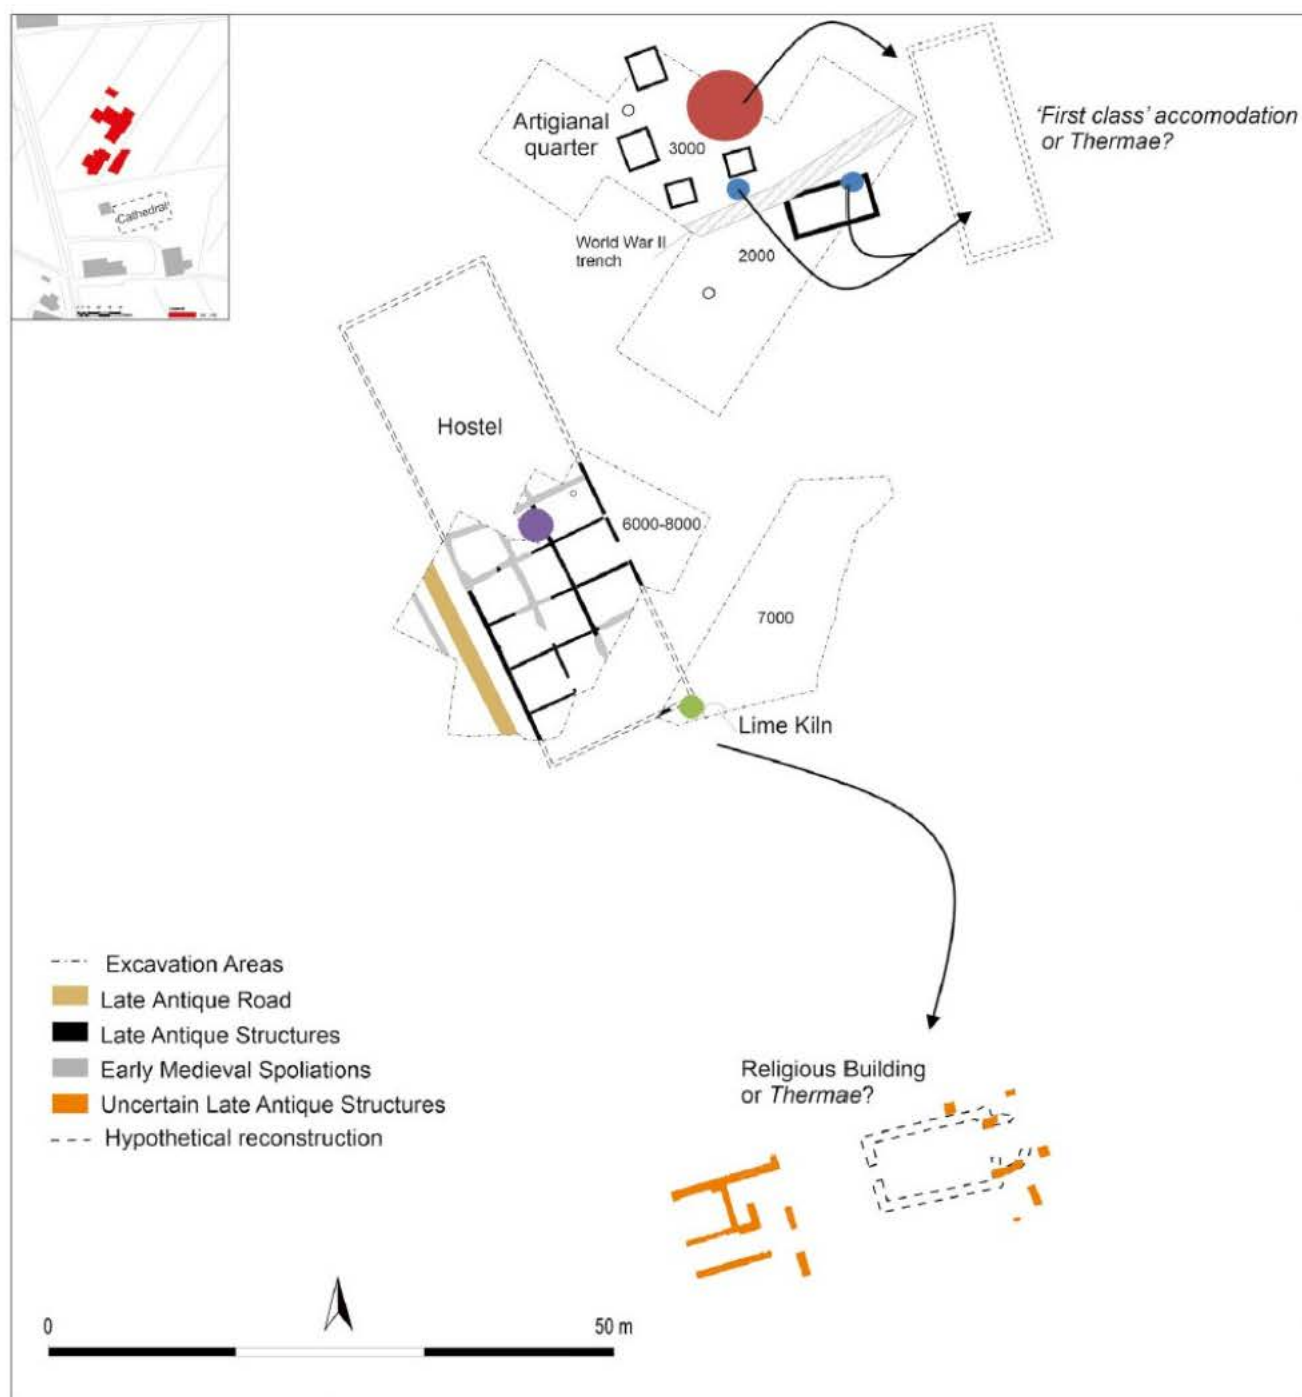 Cathedral
Artigianal
quarter
3000
'First class' accomodation
or Thermae?
World War II
trench
2000
Hostel
6000-8000
7000
Lime Kiln
Excavation Areas
Late Antique Road
Late Antique Structures
Early Medieval Spoliations
Uncertain Late Antique Structures
Hypothetical reconstruction
Religious Building
or Thermae?
0
50 m